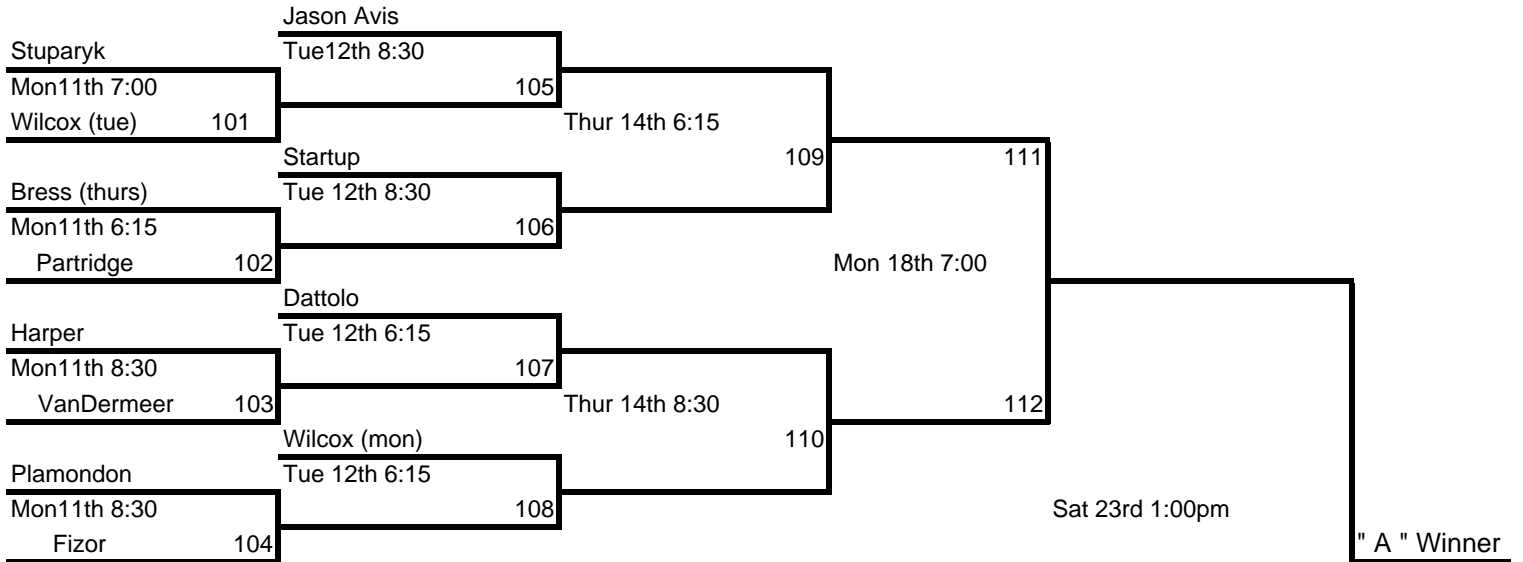 Jason Avis
Stuparyk
Tue12th 8:30
Mon11th 7:00
105
Wilcox (tue) 101
Thur 14th 6:15
Startup
109
111
Bress (thurs)
Tue 12th 8:30
Mon11th 6:15
106
Partridge 102
Mon 18th 7:00
Dattolo
Harper
Tue 12th 6:15
Mon11th 8:30
107
VanDermeer 103
Thur 14th 8:30
112
Wilcox (mon)
110
Plamondon
Tue 12th 6:15
Mon11th 8:30
108
Sat 23rd 1:00pm
Fizor 104
" A " Winner